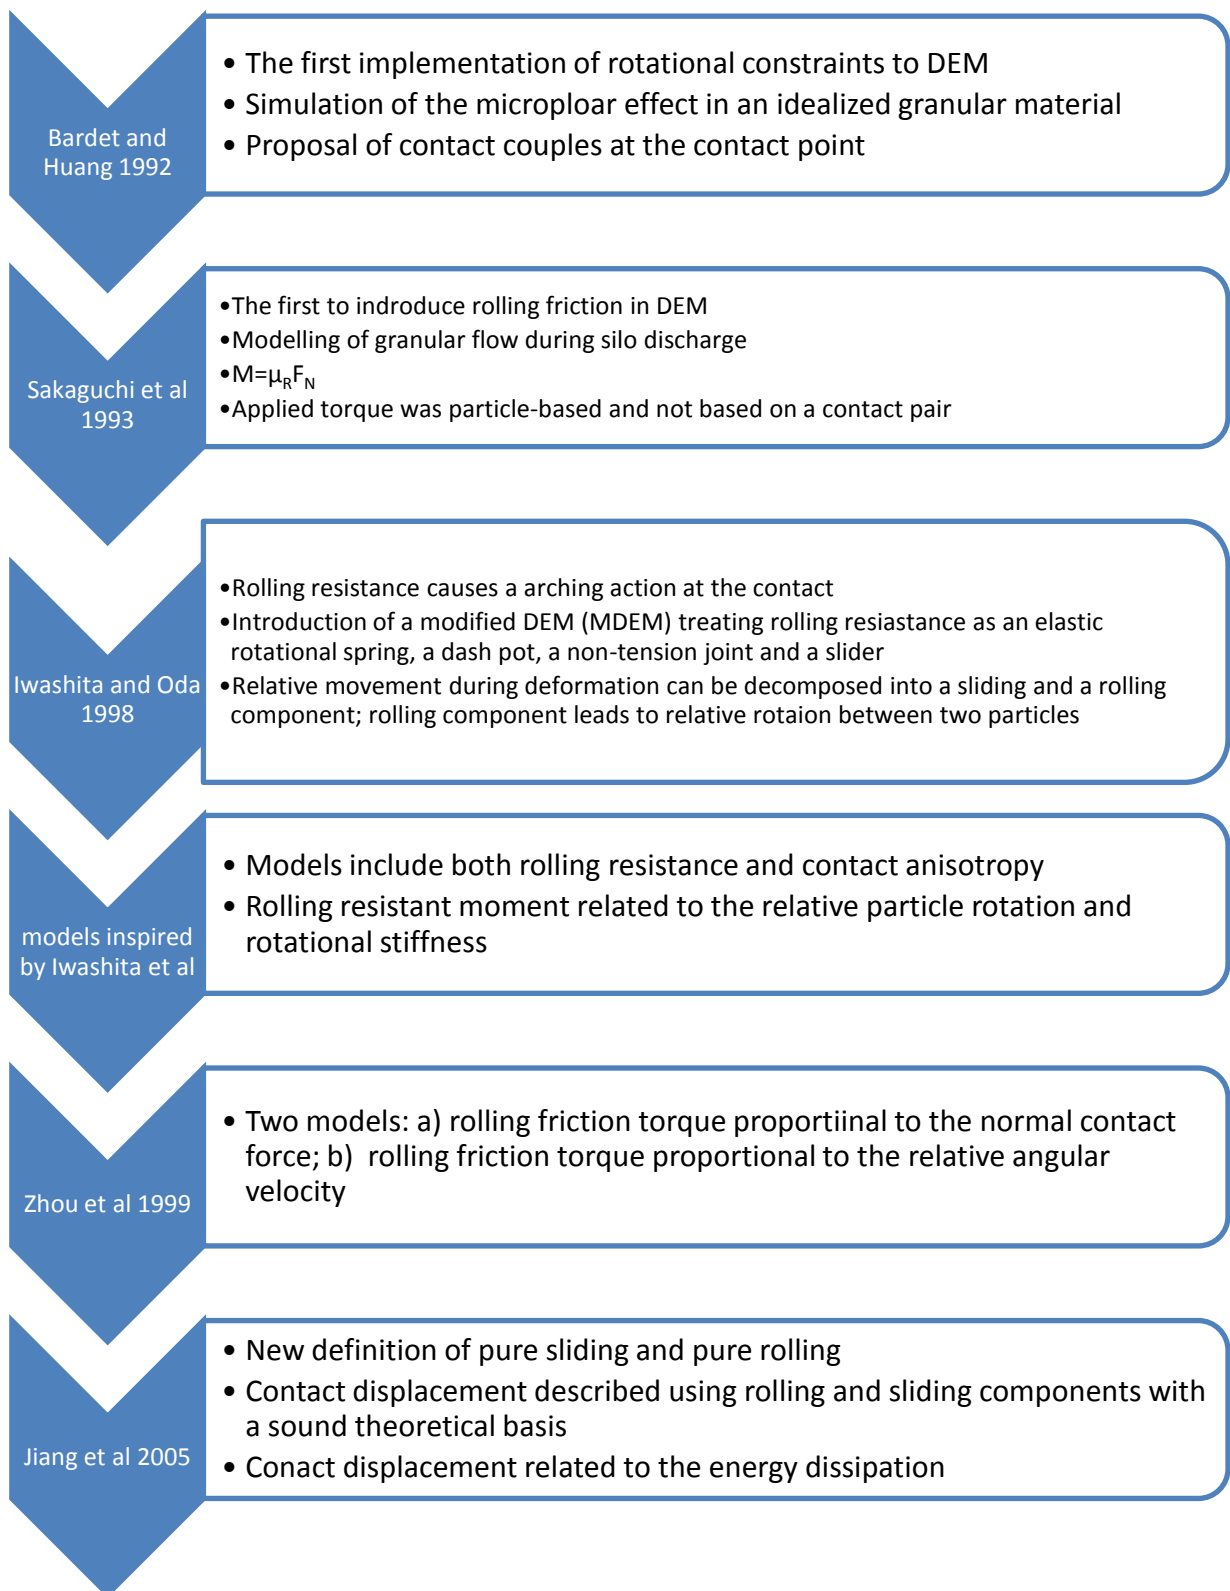 Bardet and
Huang 1992
• The first implementation of rotational constraints to DEM
• Simulation of the microploar effect in an idealized granular material
• Proposal of contact couples at the contact point
Sakaguchi et al
1993
•The first to indroduce rolling friction in DEM
•Modelling of granular flow during silo discharge
•M=μRFN
•Applied torque was particle-based and not based on a contact pair
Iwashita and Oda
1998
•Rolling resistance causes a arching action at the contact
•Introduction of a modified DEM (MDEM) treating rolling resiastance as an elastic
rotational spring, a dash pot, a non-tension joint and a slider
•Relative movement during deformation can be decomposed into a sliding and a rolling
component; rolling component leads to relative rotaion between two particles
models inspired
by Iwashita et al
• Models include both rolling resistance and contact anisotropy
• Rolling resistant moment related to the relative particle rotation and
rotational stiffness
Zhou et al 1999
• Two models: a) rolling friction torque proportiinal to the normal contact
force; b) rolling friction torque proportional to the relative angular
velocity
Jiang et al 2005
• New definition of pure sliding and pure rolling
• Contact displacement described using rolling and sliding components with
a sound theoretical basis
• Conact displacement related to the energy dissipation